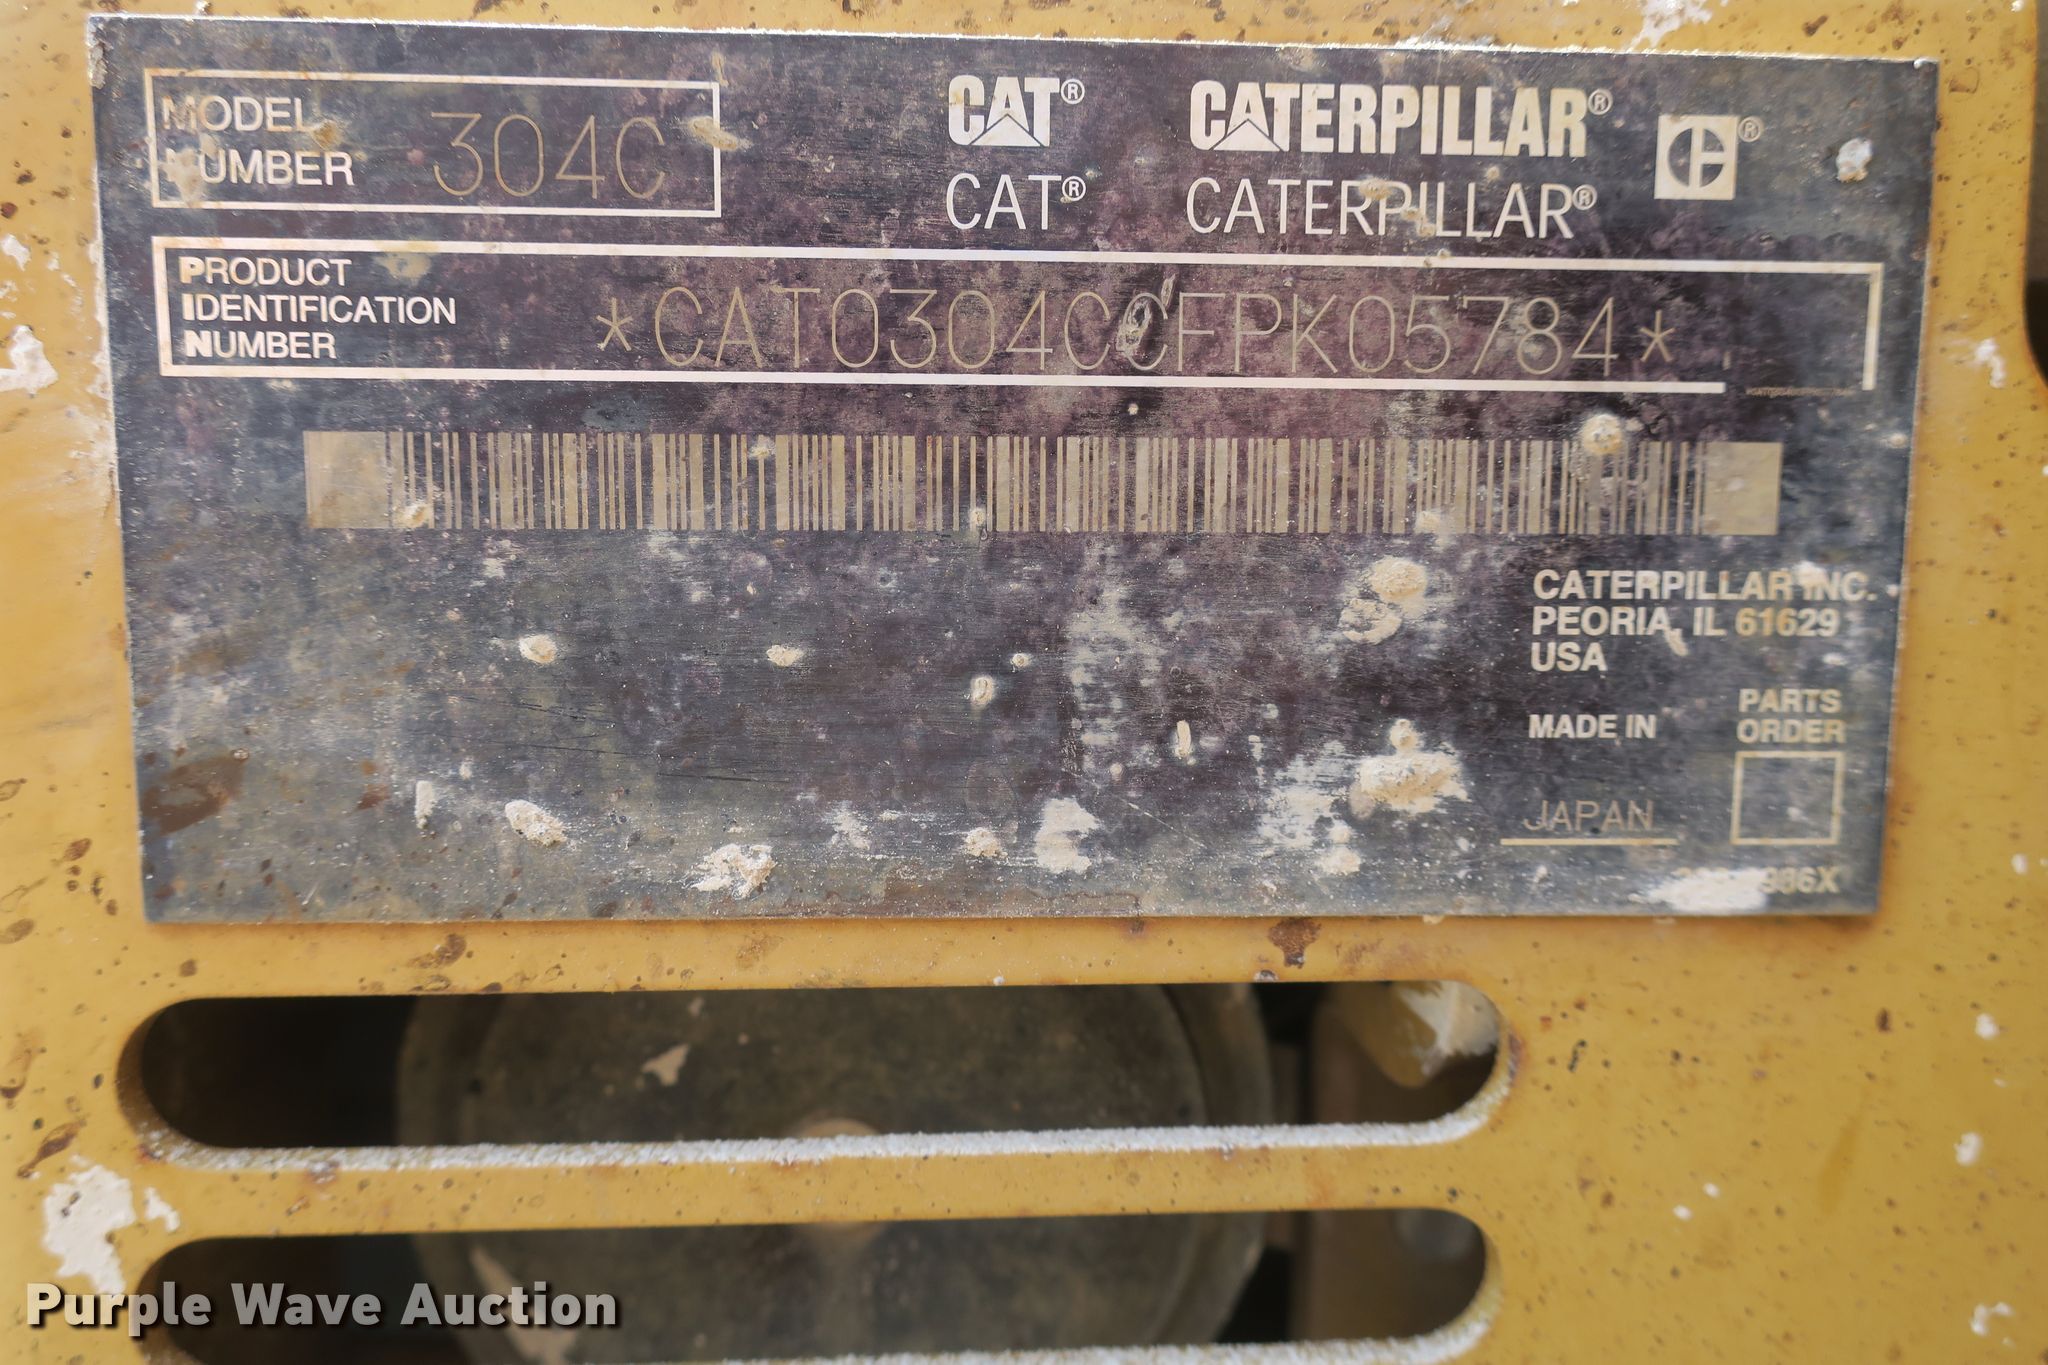 MODEL
NUMBER 304C
CAT® CATERPILLAR® ®
CAT® CATERPILLAR®
PRODUCT
IDENTIFICATION
NUMBER
*CAT0304CCFPK05784*
CATERPILLAR INC.
PEORIA, IL 61629
USA
MADE IN
JAPAN
PARTS
ORDER
Purple Wave Auction